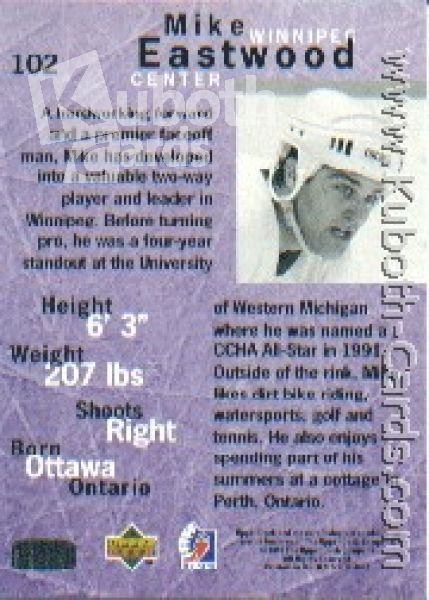 Mike
WINNIPEG
Eastwood
102
CENTER
A hardworking forward
and a premier faceoff
man, Mike has developed
into a valuable two-way
player and leader in
Winnipeg. Before turning
pro, he was a four-year
standout at the University
of Western Michigan
where he was named a
CCHA All-Star in 1991.
Outside of the rink, Mike
likes dirt bike riding,
watersports, golf and
tennis. He also enjoys
spending part of his
summers at a cottage
Perth, Ontario.
Height
6' 3"
Weight
207 lbs
Shoots
Right
Born
Ottawa
Ontario
Kuboth
Cards
www.Kuboth-Cards.com